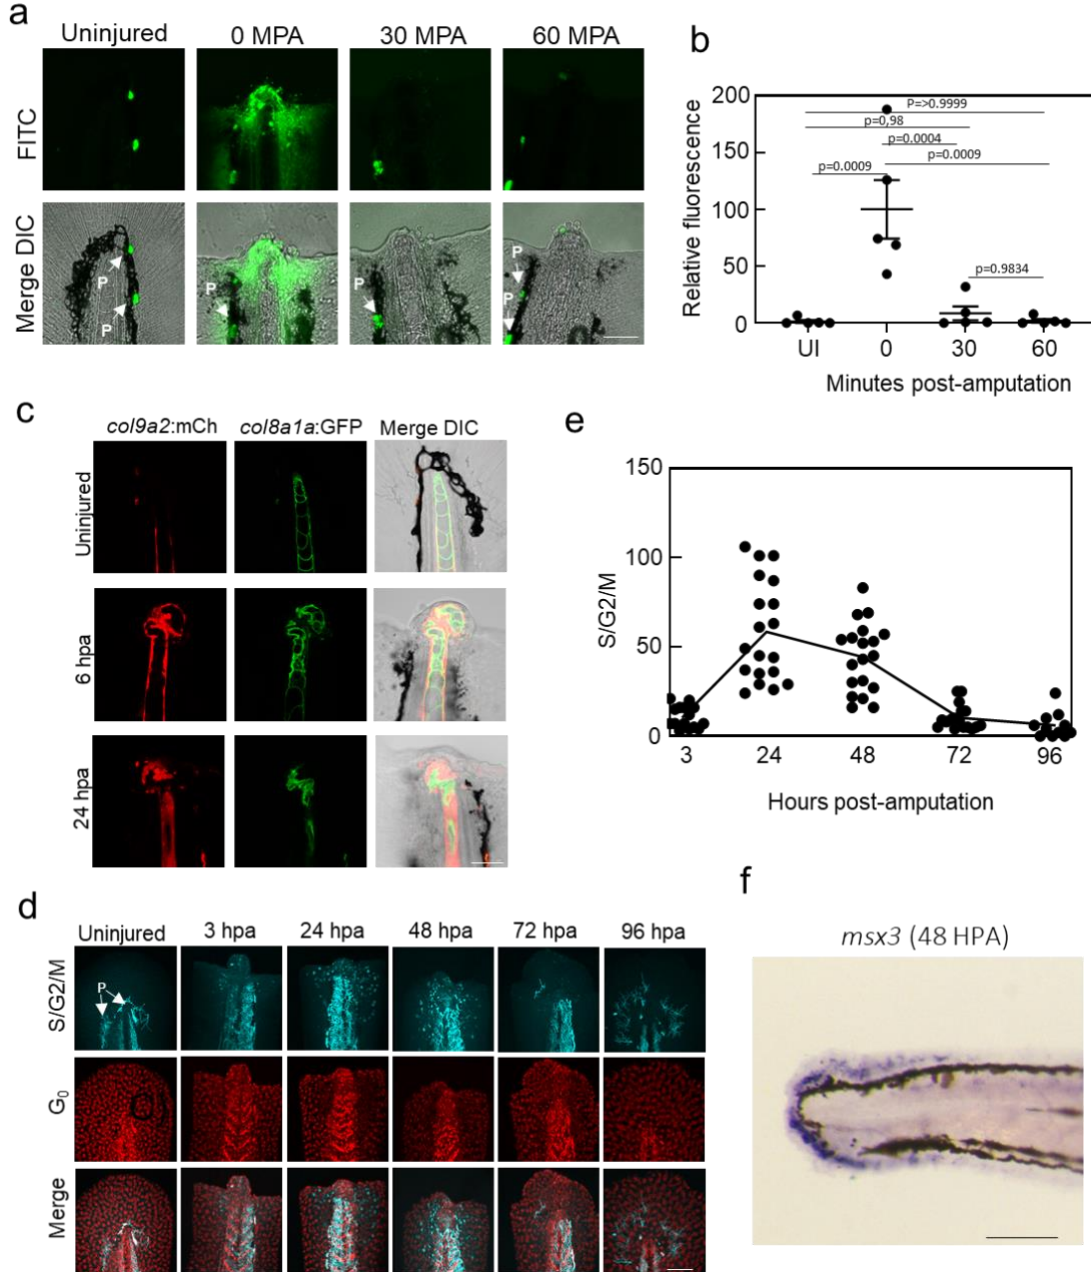 a
Uninjured 0 MPA 30 MPA 60 MPA
FITC
Merge DIC
P
P
P
P
P
P
b
Relative fluorescence
200
150
100
50
0
P=>0.9999
p=0,98
p=0.0004
p=0.0009
p=0.0009
p=0.9834
UI 0 30 60
Minutes post-amputation
c
col9a2:mCh col8a1a:GFP Merge DIC
Uninjured
6 hpa
24 hpa
e
S/G2/M
150
100
50
0
3 24 48 72 96
Hours post-amputation
d
Uninjured 3 hpa 24 hpa 48 hpa 72 hpa 96 hpa
S/G2/M
P
G0
Merge
f
msx3 (48 HPA)